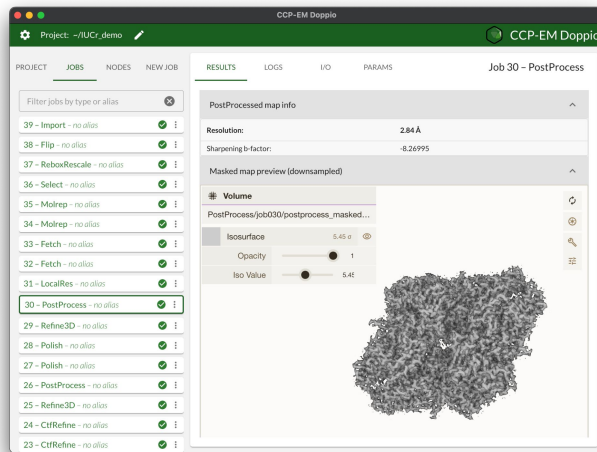 CCP-EM Doppio
Project: ~/IUCr_demo
CCP-EM Doppio
PROJECT JOBS NODES NEW JOB
RESULTS LOGS I/O PARAMS
Job 30 – PostProcess
Filter jobs by type or alias
39 – Import – no alias
38 – Flip – no alias
37 – ReboxRescale – no alias
36 – Select – no alias
35 – Molrep – no alias
34 – Molrep – no alias
33 – Fetch – no alias
32 – Fetch – no alias
31 – LocalRes – no alias
30 – PostProcess – no alias
29 – Refine3D – no alias
28 – Polish – no alias
27 – Polish – no alias
26 – PostProcess – no alias
25 – Refine3D – no alias
24 – CtfRefine – no alias
23 – CtfRefine – no alias
PostProcessed map info
Resolution: 2.84 Å
Sharpening b-factor: -8.26995
Masked map preview (downsampled)
Volume
PostProcess/job030/postprocess_masked...
Isosurface 5.45 σ
Opacity 1
Iso Value 5.45